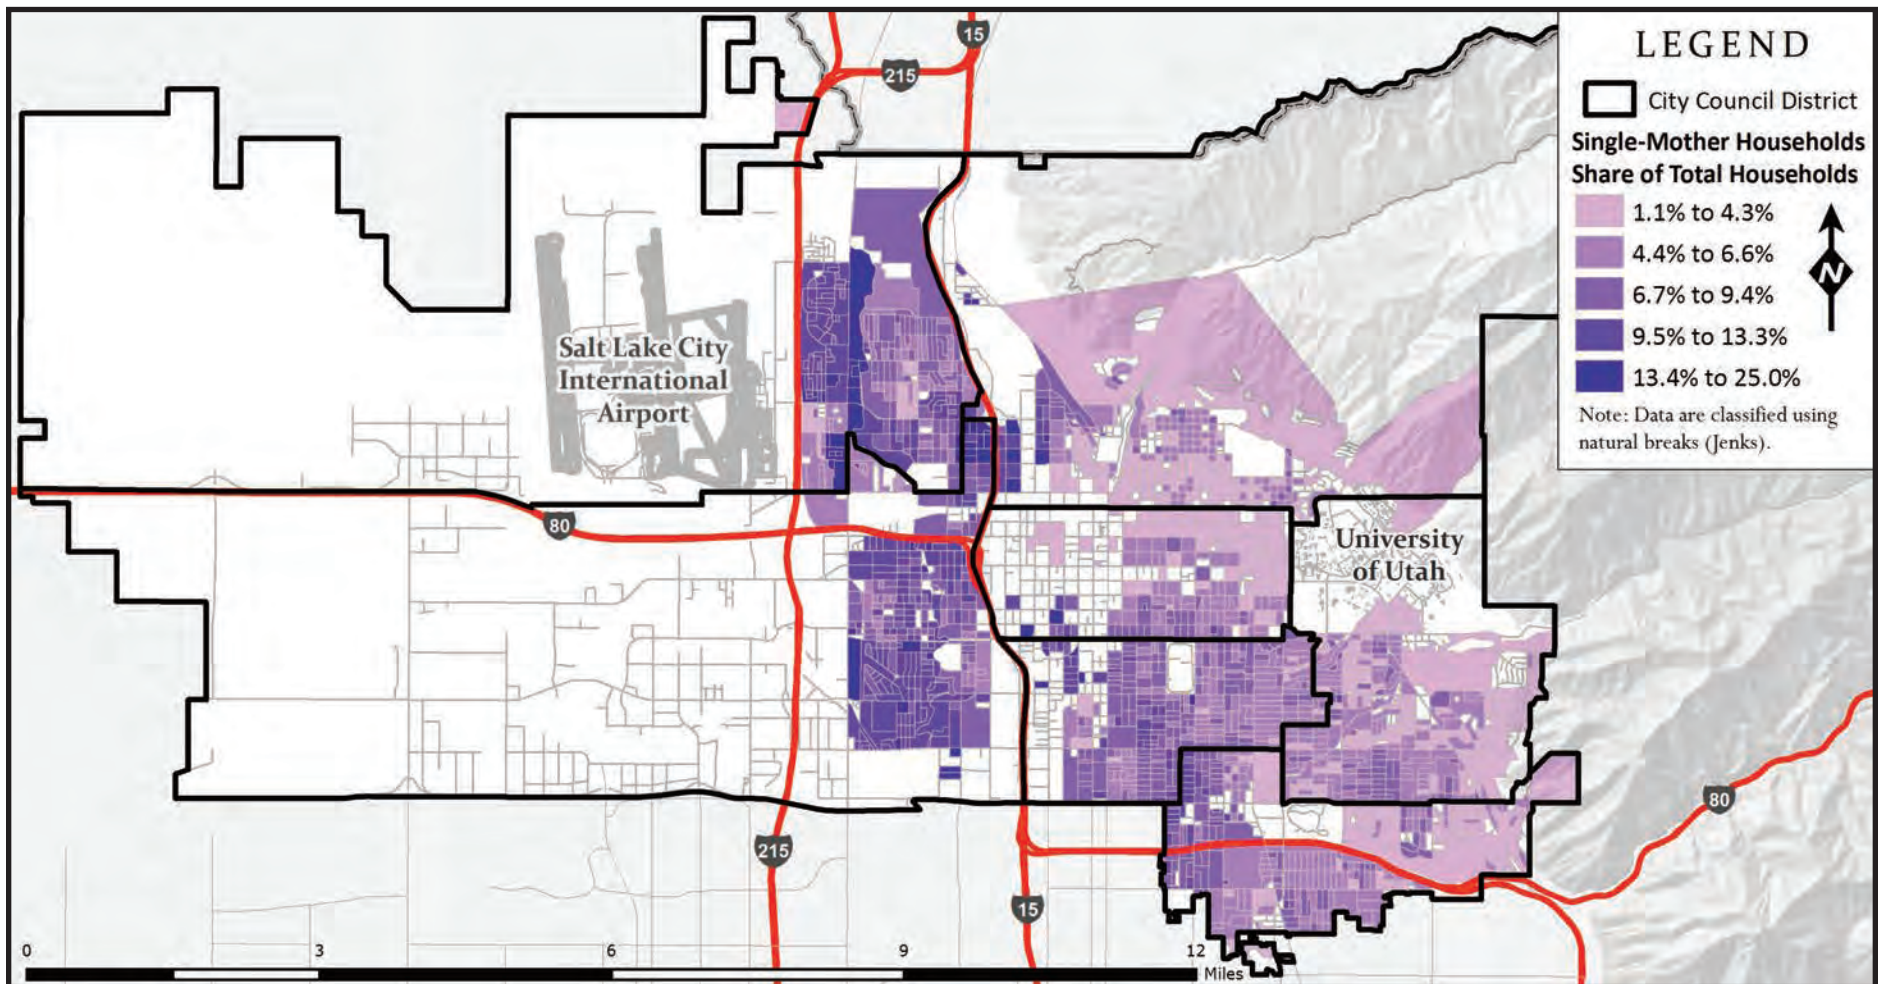 LEGEND
City Council District
Single-Mother Households
Share of Total Households
1.1% to 4.3%
4.4% to 6.6%
6.7% to 9.4%
9.5% to 13.3%
13.4% to 25.0%
N
Note: Data are classified using
natural breaks (Jenks).
15
215
Salt Lake City
International
Airport
80
University
of Utah
80
215
15
0 3 6 9 12
Miles